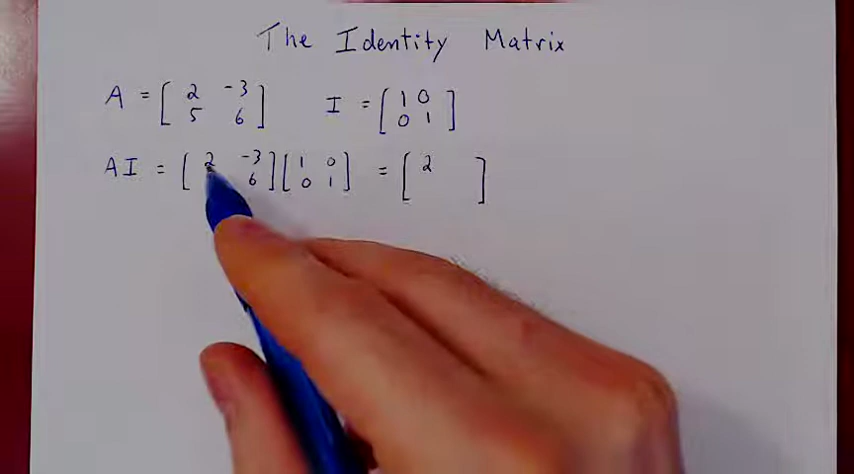 The Identity Matrix
A = [ 2 -3 ] I = [ 1 0 ]
[ 5 6 ] [ 0 1 ]
AI = [ 2 -3 ] [ 1 0 ] = [ 2 ]
[ 6 ] [ 0 1 ]